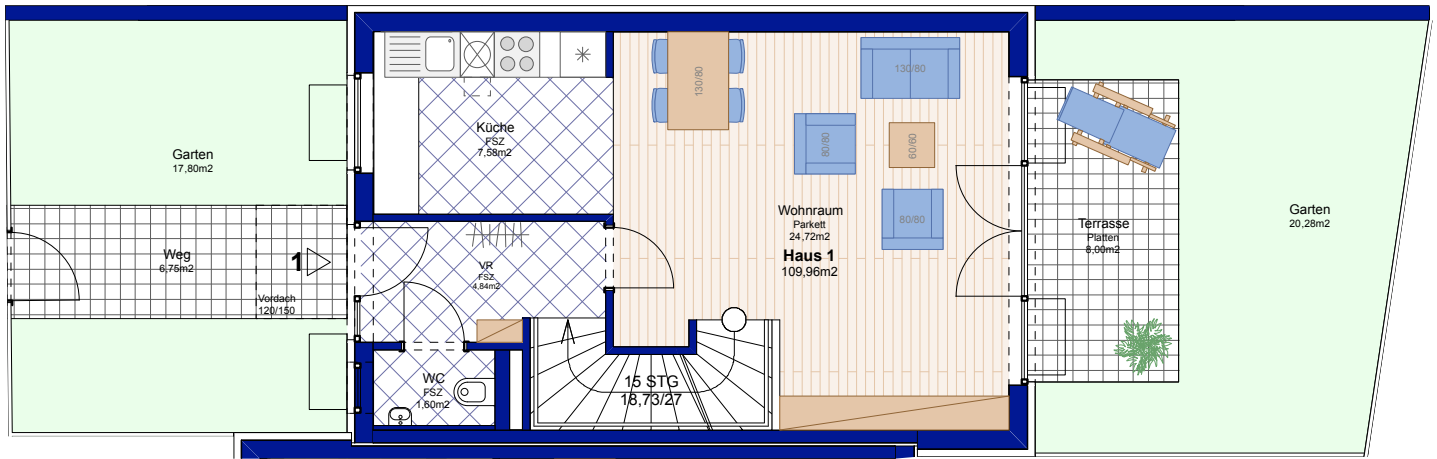 Garten
17,80m2
Weg
6,75m2
Vordach
120/150
1
Küche
FSZ
7,58m2
VR
FSZ
4,84m2
WC
FSZ
1,60m2
15 STG
18,73/27
130/80
130/80
80/80
60/60
80/80
Wohnraum
Parkett
24,72m2
Haus 1
109,96m2
Terrasse
Platten
8,00m2
Garten
20,28m2